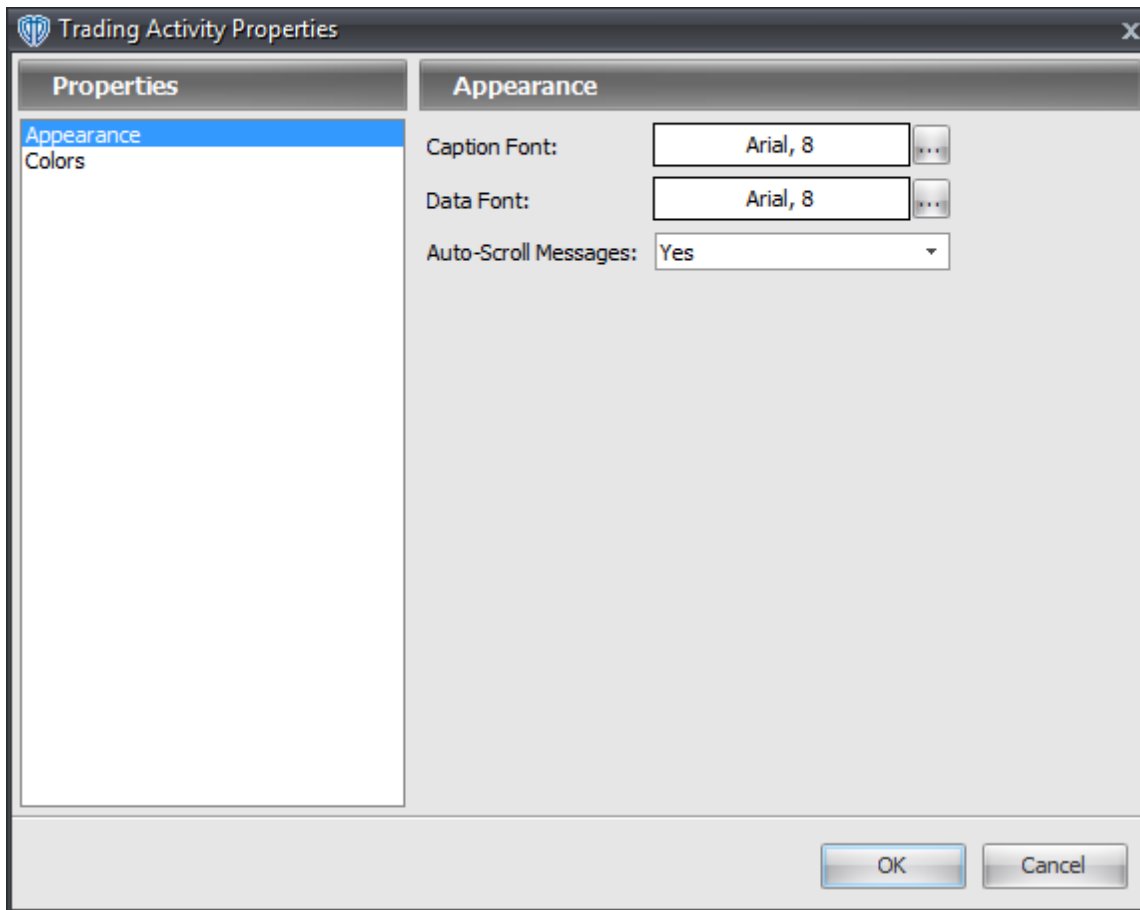 Trading Activity Properties
x
Properties
Appearance
Appearance
Colors
Caption Font: Arial, 8 ...
Data Font: Arial, 8 ...
Auto-Scroll Messages: Yes
OK Cancel